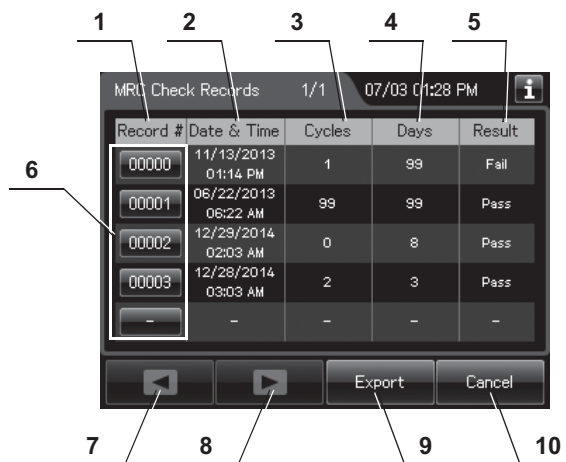 1 2 3 4 5
MRC Check Records 1/1 07/03 01:28 PM i
Record # Date & Time Cycles Days Result
00000 11/13/2013 01:14 PM 1 99 Fail
6
00001 06/22/2013 06:22 AM 99 99 Pass
00002 12/29/2014 02:03 AM 0 8 Pass
00003 12/28/2014 03:03 AM 2 3 Pass
- - - - -
Export Cancel
7 8 9 10